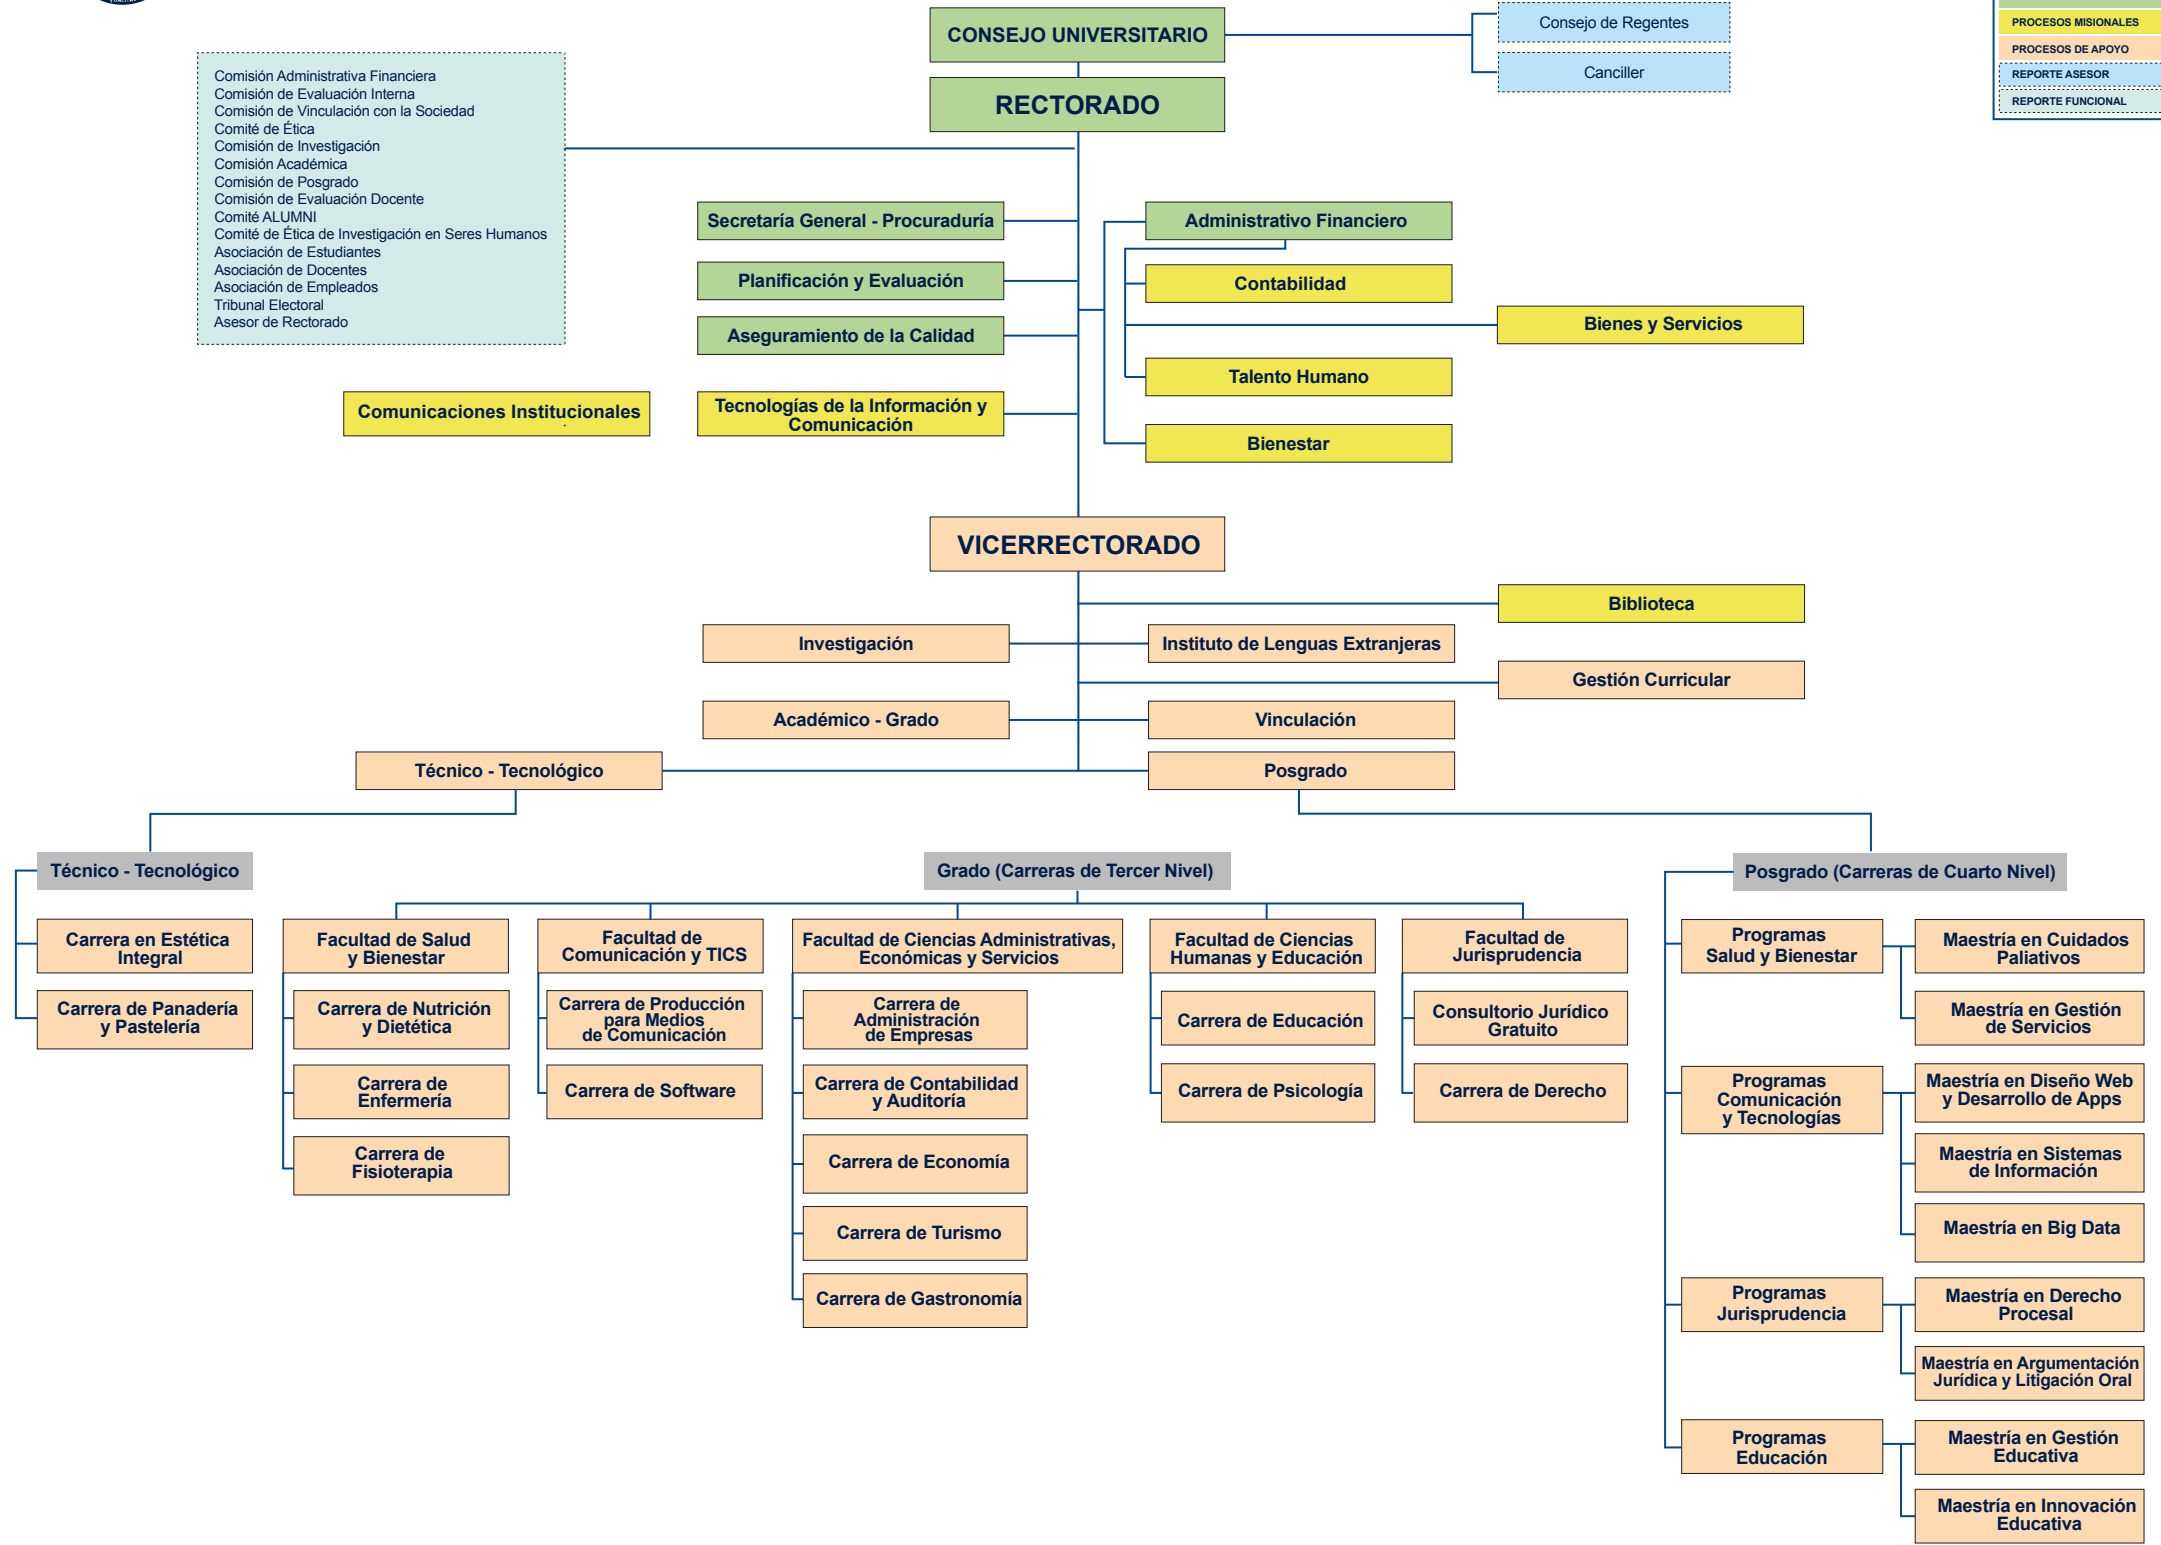 CONSEJO UNIVERSITARIO
Consejo de Regentes
Canciller
PROCESOS MISIONALES
PROCESOS DE APOYO
REPORTE ASESOR
REPORTE FUNCIONAL
RECTORADO
Comisión Administrativa Financiera
Comisión de Evaluación Interna
Comisión de Vinculación con la Sociedad
Comité de Ética
Comisión de Investigación
Comisión Académica
Comisión de Posgrado
Comisión de Evaluación Docente
Comité ALUMNI
Comité de Ética de Investigación en Seres Humanos
Asociación de Estudiantes
Asociación de Docentes
Asociación de Empleados
Tribunal Electoral
Asesor de Rectorado
Secretaría General - Procuraduría
Administrativo Financiero
Planificación y Evaluación
Contabilidad
Aseguramiento de la Calidad
Bienes y Servicios
Talento Humano
Comunicaciones Institucionales
Tecnologías de la Información y
Comunicación
Bienestar
VICERRECTORADO
Biblioteca
Investigación
Instituto de Lenguas Extranjeras
Gestión Curricular
Académico - Grado
Vinculación
Técnico - Tecnológico
Posgrado
Técnico - Tecnológico
Grado (Carreras de Tercer Nivel)
Posgrado (Carreras de Cuarto Nivel)
Carrera en Estética
Integral
Carrera de Panadería
y Pastelería
Facultad de Salud
y Bienestar
Carrera de Nutrición
y Dietética
Carrera de
Enfermería
Carrera de
Fisioterapia
Facultad de
Comunicación y TICS
Carrera de Producción
para Medios
de Comunicación
Carrera de Software
Facultad de Ciencias Administrativas,
Económicas y Servicios
Carrera de
Administración
de Empresas
Carrera de Contabilidad
y Auditoría
Carrera de Economía
Carrera de Turismo
Carrera de Gastronomía
Facultad de Ciencias
Humanas y Educación
Carrera de Educación
Carrera de Psicología
Facultad de
Jurisprudencia
Consultorio Jurídico
Gratuito
Carrera de Derecho
Programas
Salud y Bienestar
Maestría en Cuidados
Paliativos
Maestría en Gestión
de Servicios
Programas
Comunicación
y Tecnologías
Maestría en Diseño Web
y Desarrollo de Apps
Maestría en Sistemas
de Información
Maestría en Big Data
Programas
Jurisprudencia
Maestría en Derecho
Procesal
Maestría en Argumentación
Jurídica y Litigación Oral
Programas
Educación
Maestría en Gestión
Educativa
Maestría en Innovación
Educativa